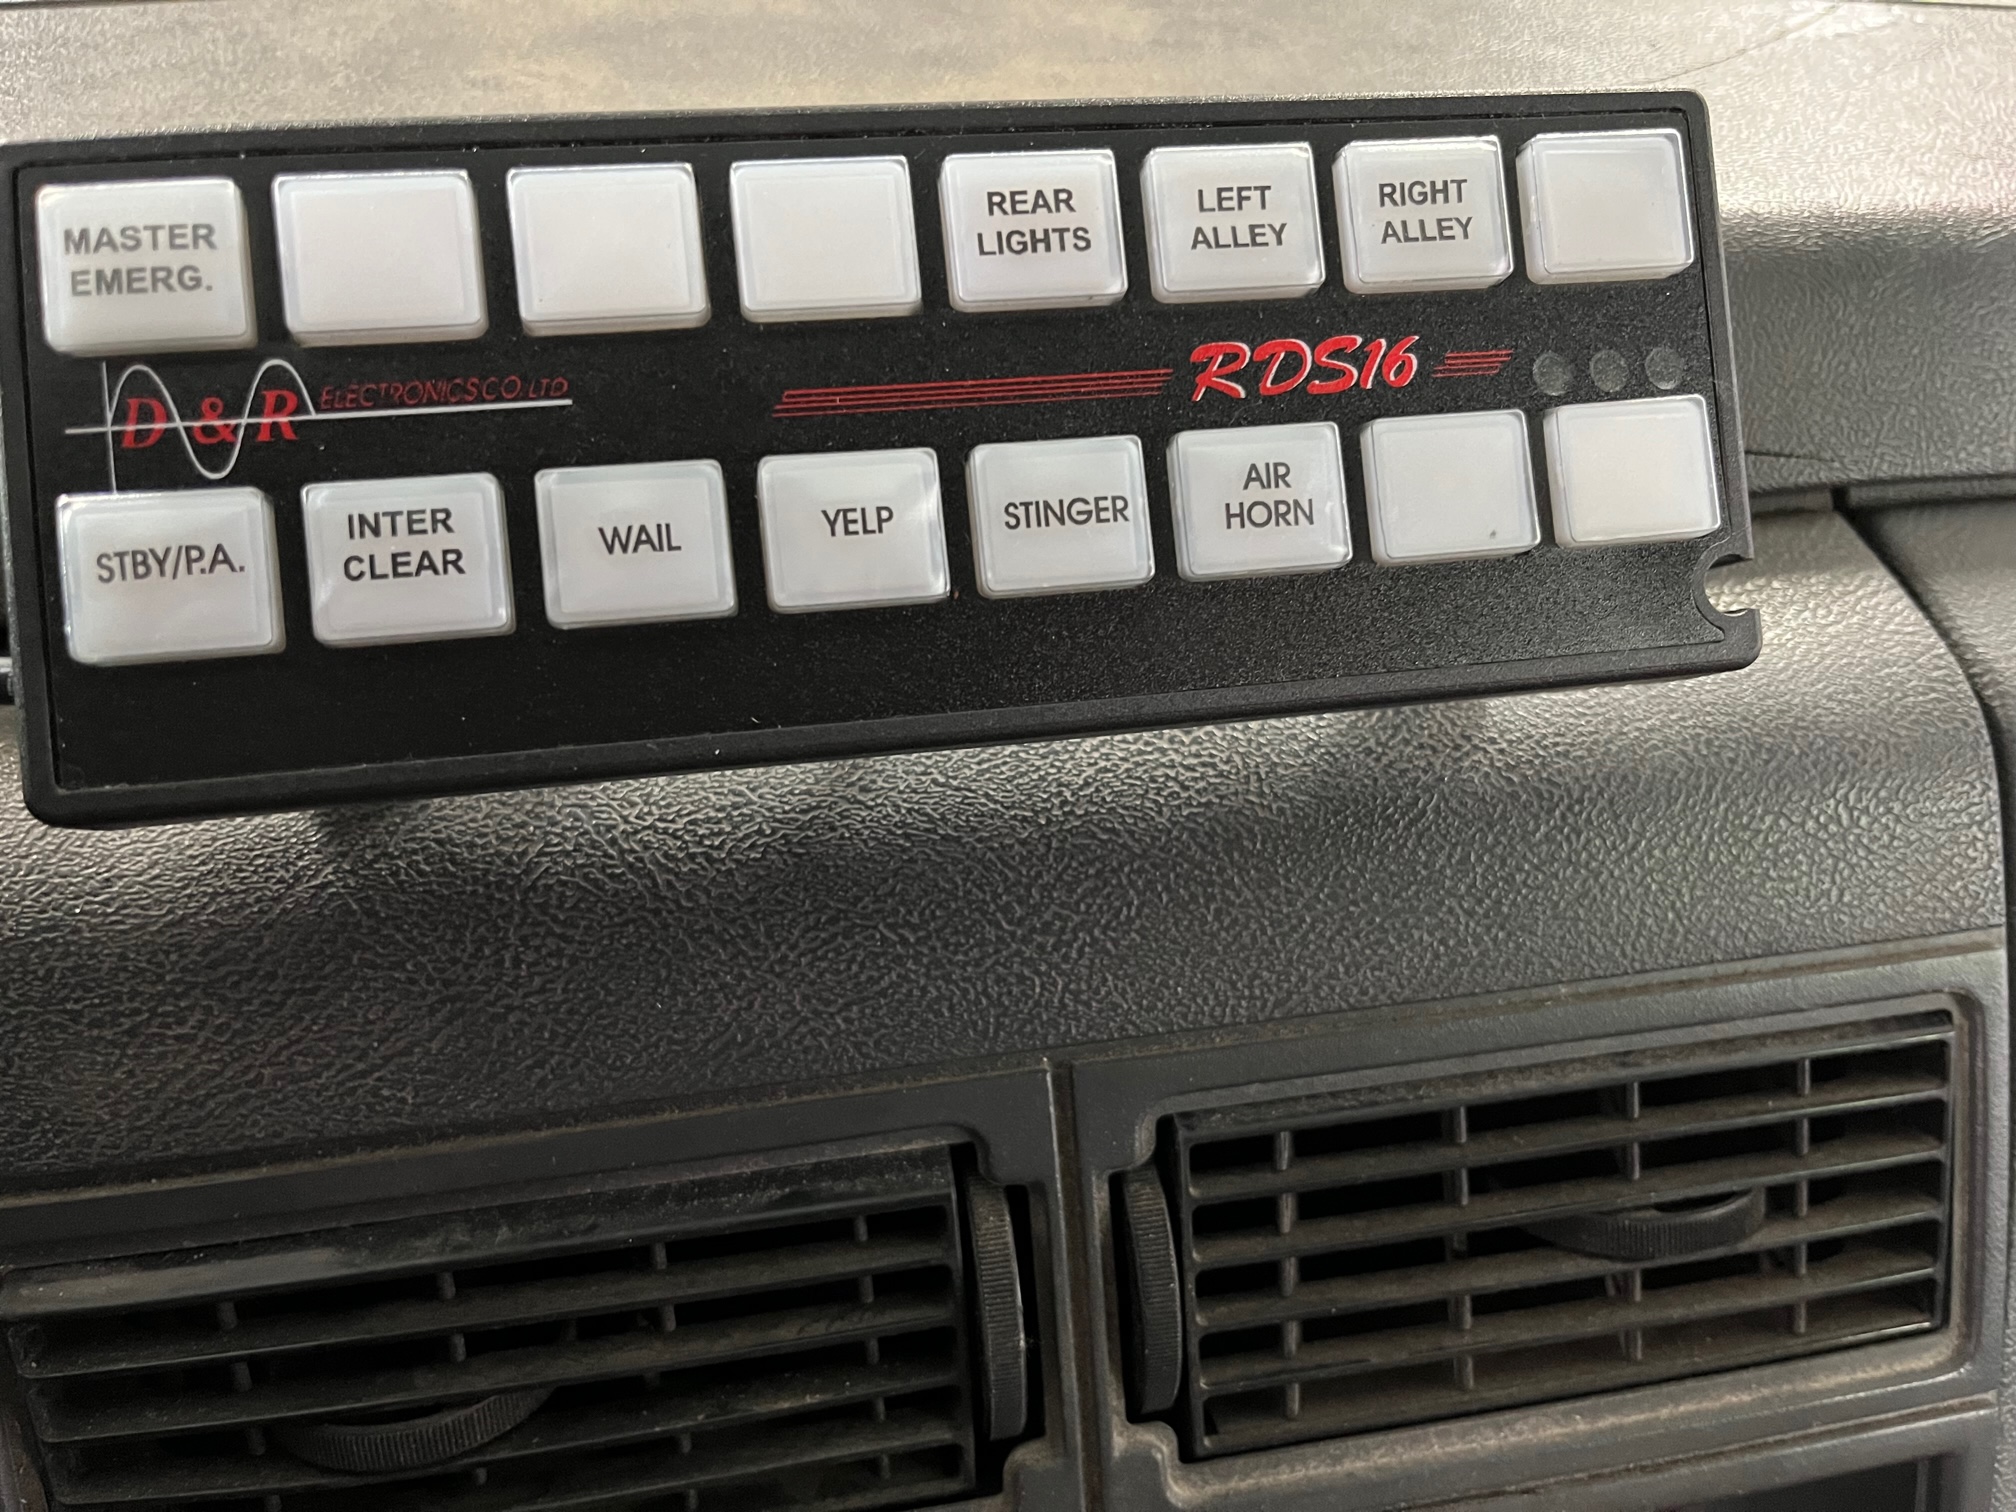 MASTER
EMERG.
REAR
LIGHTS
LEFT
ALLEY
RIGHT
ALLEY
D & R ELECTRONICS CO. LTD
RDS16
STBY/P.A.
INTER
CLEAR
WAIL
YELP
STINGER
AIR
HORN